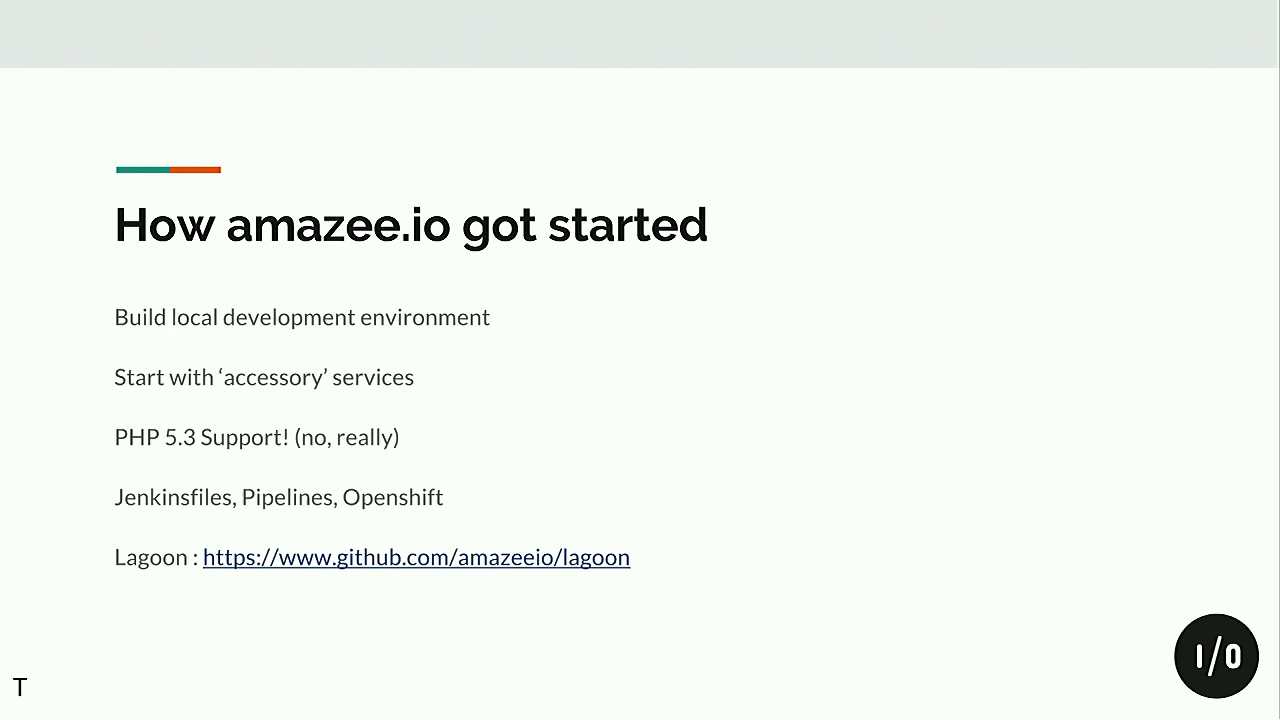 How amazee.io got started
Build local development environment
Start with ‘accessory’ services
PHP 5.3 Support! (no, really)
Jenkinsfiles, Pipelines, Openshift
Lagoon : https://www.github.com/amazeeio/lagoon
I/O
T